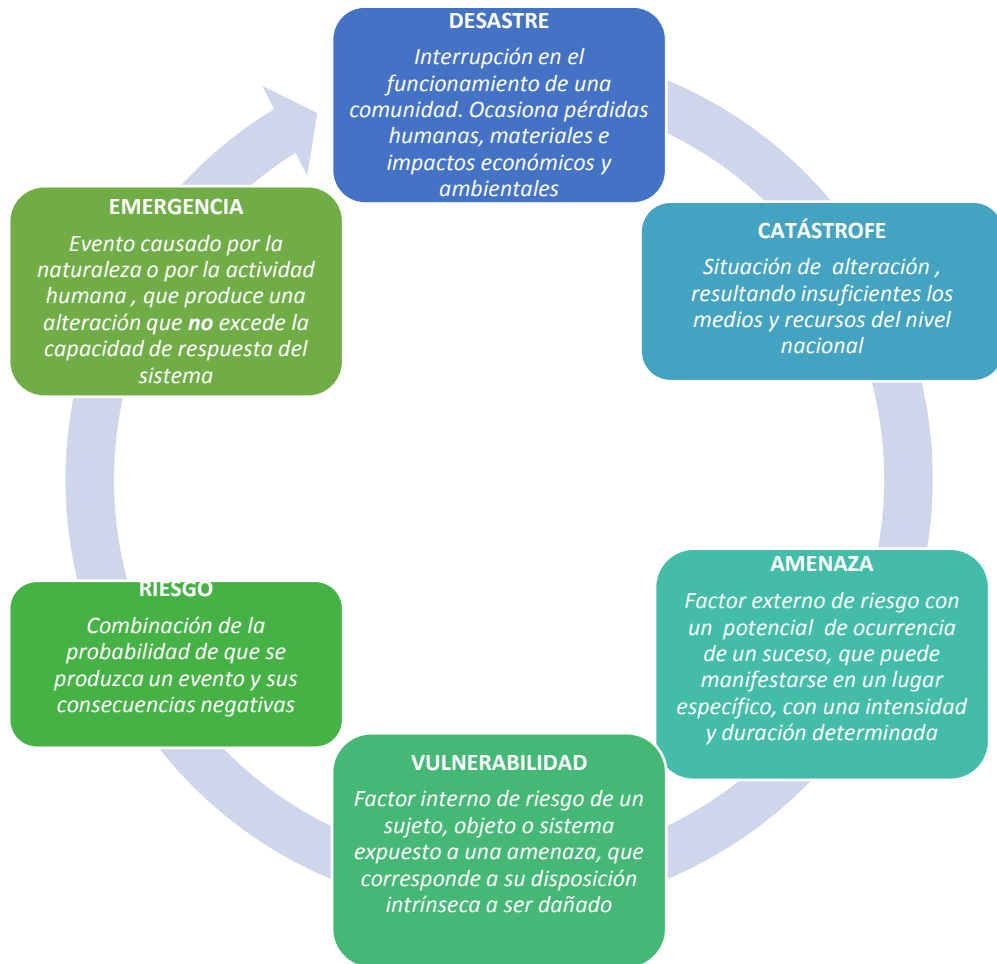 DESASTRE
Interrupción en el
funcionamiento de una
comunidad. Ocasiona pérdidas
humanas, materiales e
impactos económicos y
ambientales
CATÁSTROFE
Situación de  alteración ,
resultando insuficientes los
medios y recursos del nivel
nacional
AMENAZA
Factor externo de riesgo con
un  potencial  de ocurrencia
de un suceso, que puede
manifestarse en un lugar
específico, con una intensidad
y duración determinada
VULNERABILIDAD
Factor interno de riesgo de un
sujeto, objeto o sistema
expuesto a una amenaza, que
corresponde a su disposición
intrínseca a ser dañado
RIESGO
Combinación de la
probabilidad de que se
produzca un evento y sus
consecuencias negativas
EMERGENCIA
Evento causado por la
naturaleza o por la actividad
humana , que produce una
alteración que no excede la
capacidad de respuesta del
sistema